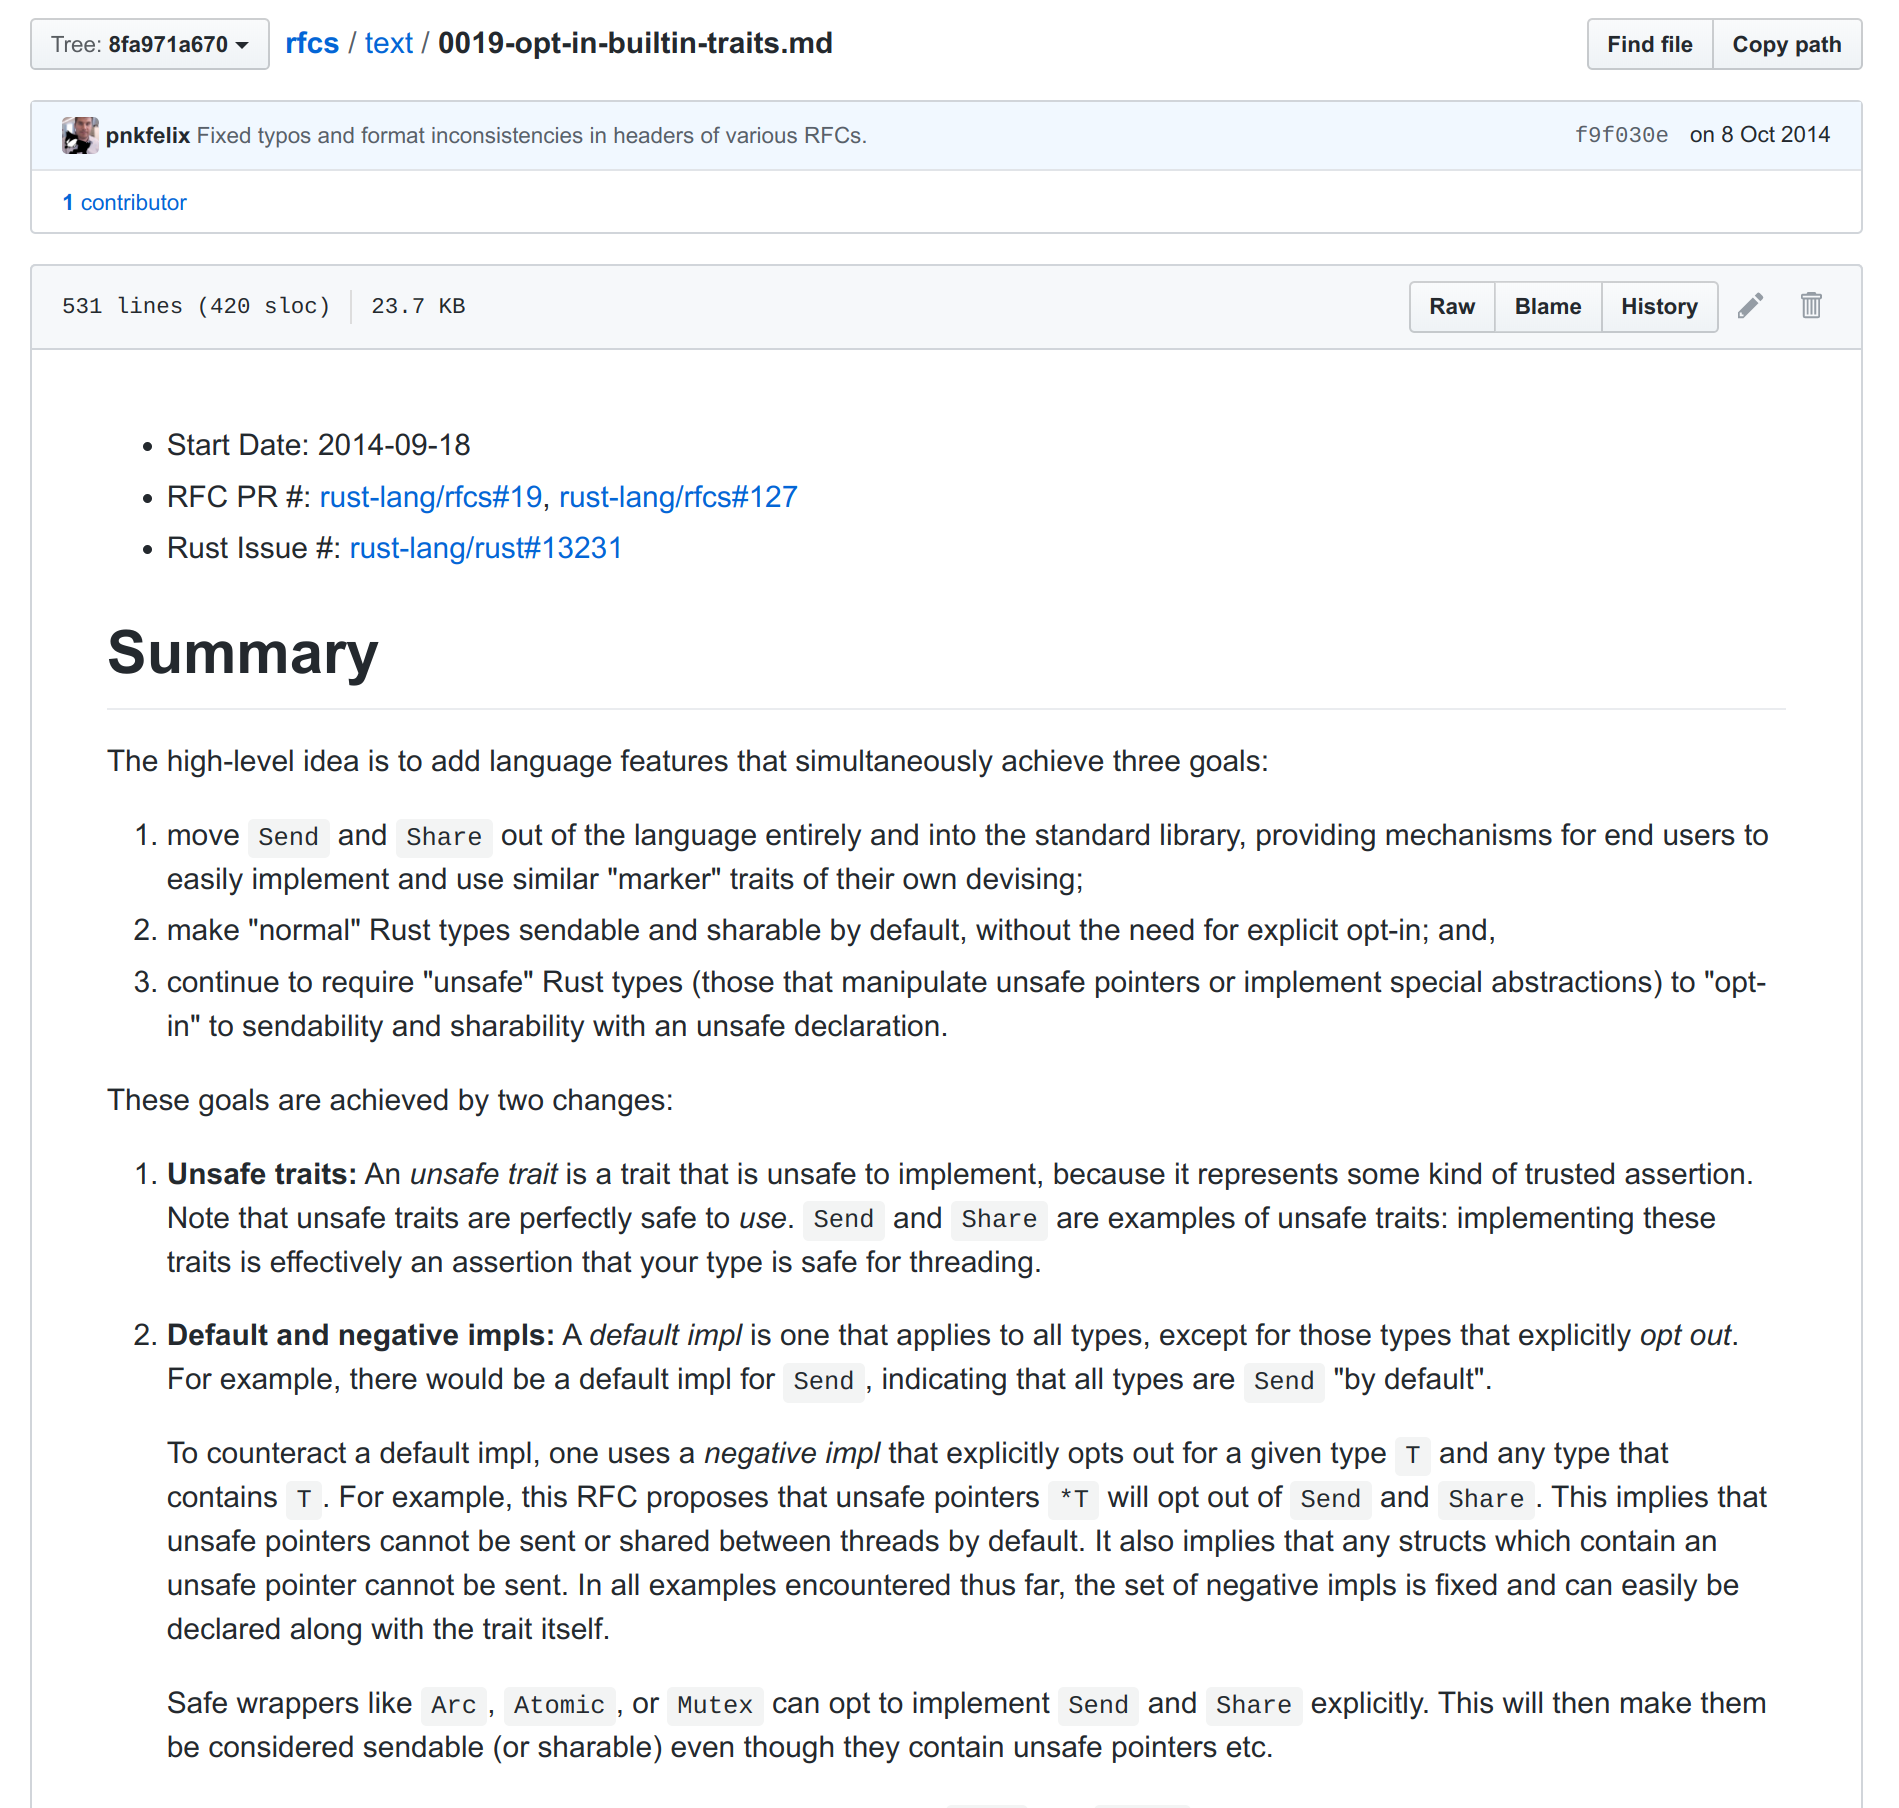 Tree: 8fa971a670
rfcs / text / 0019-opt-in-builtin-traits.md
Find file
Copy path
pnkfelix Fixed typos and format inconsistencies in headers of various RFCs.
f9f030e on 8 Oct 2014
1 contributor
531 lines (420 sloc) 23.7 KB
Raw
Blame
History
• Start Date: 2014-09-18
• RFC PR #: rust-lang/rfcs#19, rust-lang/rfcs#127
• Rust Issue #: rust-lang/rust#13231
Summary
The high-level idea is to add language features that simultaneously achieve three goals:
1. move Send and Share out of the language entirely and into the standard library, providing mechanisms for end users to
easily implement and use similar "marker" traits of their own devising;
2. make "normal" Rust types sendable and sharable by default, without the need for explicit opt-in; and,
3. continue to require "unsafe" Rust types (those that manipulate unsafe pointers or implement special abstractions) to "opt-
in" to sendability and sharability with an unsafe declaration.
These goals are achieved by two changes:
1. Unsafe traits: An unsafe trait is a trait that is unsafe to implement, because it represents some kind of trusted assertion.
Note that unsafe traits are perfectly safe to use. Send and Share are examples of unsafe traits: implementing these
traits is effectively an assertion that your type is safe for threading.
2. Default and negative impls: A default impl is one that applies to all types, except for those types that explicitly opt out.
For example, there would be a default impl for Send , indicating that all types are Send "by default".
To counteract a default impl, one uses a negative impl that explicitly opts out for a given type T and any type that
contains T . For example, this RFC proposes that unsafe pointers *T will opt out of Send and Share . This implies that
unsafe pointers cannot be sent or shared between threads by default. It also implies that any structs which contain an
unsafe pointer cannot be sent. In all examples encountered thus far, the set of negative impls is fixed and can easily be
declared along with the trait itself.
Safe wrappers like Arc , Atomic , or Mutex can opt to implement Send and Share explicitly. This will then make them
be considered sendable (or sharable) even though they contain unsafe pointers etc.